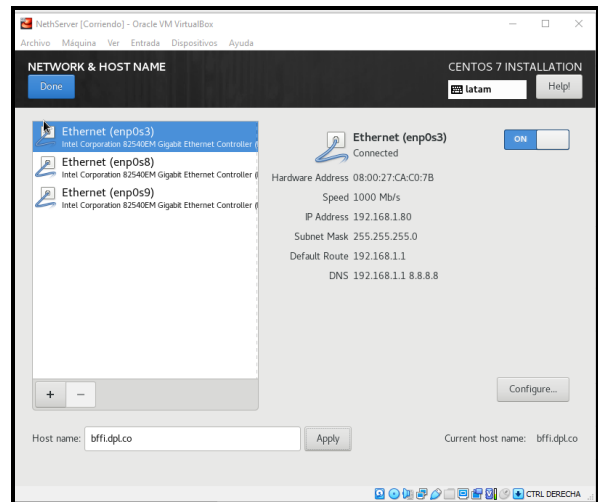 NethServer [Corriendo] - Oracle VM VirtualBox
Archivo Máquina Ver Entrada Dispositivos Ayuda
NETWORK & HOST NAME
CENTOS 7 INSTALLATION
Done
latam
Help!
Ethernet (enp0s3)
Intel Corporation 82540EM Gigabit Ethernet Controller (
Ethernet (enp0s8)
Intel Corporation 82540EM Gigabit Ethernet Controller (
Ethernet (enp0s9)
Intel Corporation 82540EM Gigabit Ethernet Controller (
Ethernet (enp0s3)
Connected
ON
Hardware Address 08:00:27:CA:C0:7B
Speed 1000 Mb/s
IP Address 192.168.1.80
Subnet Mask 255.255.255.0
Default Route 192.168.1.1
DNS 192.168.1.1 8.8.8.8
+ −
Configure...
Host name: bffi.dpl.co Apply Current host name: bffi.dpl.co
CTRL DERECHA